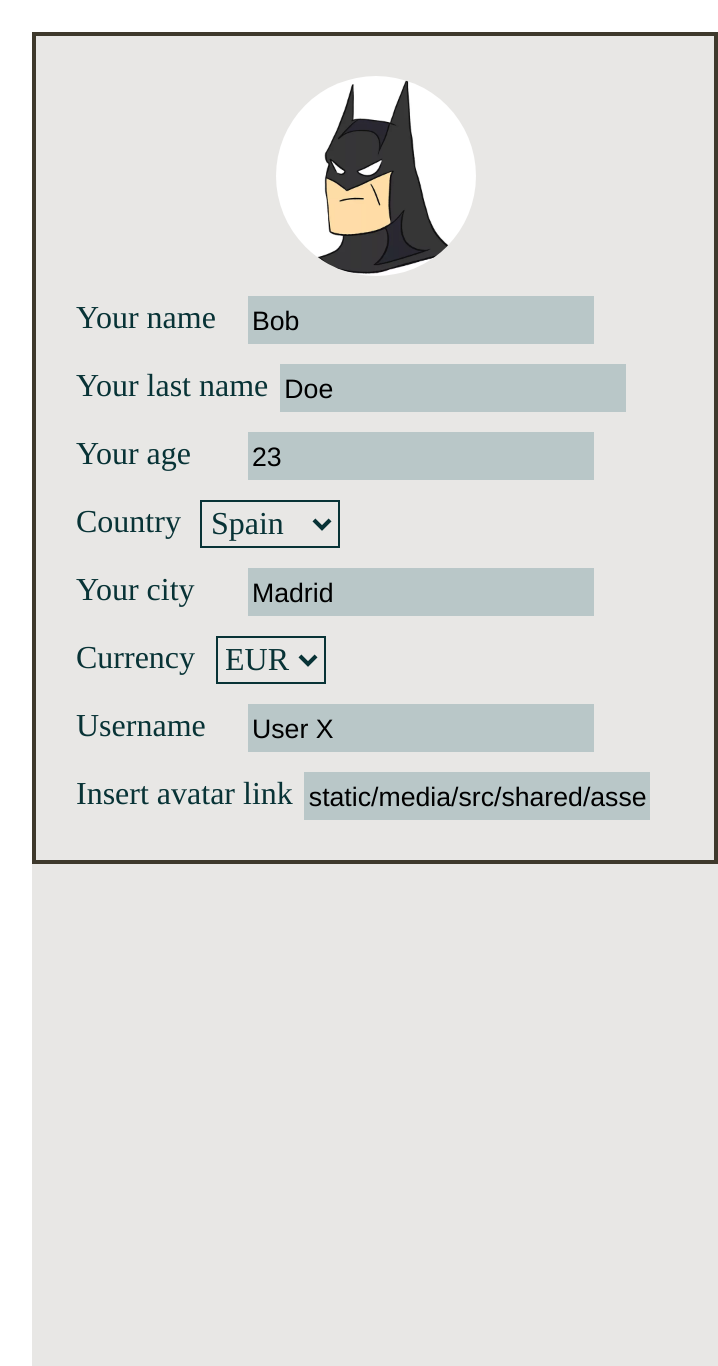 Your name Bob
Your last name Doe
Your age 23
Country Spain
Your city Madrid
Currency EUR
Username User X
Insert avatar link static/media/src/shared/asse